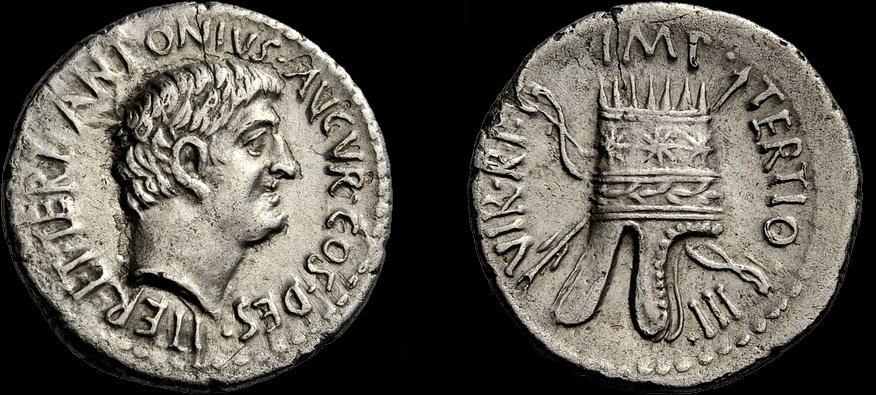 ANTONIVS·AVGVR·COS·DES·ITER·ET·TERT
IMP·TERTIO·III·VIR·R·P·C